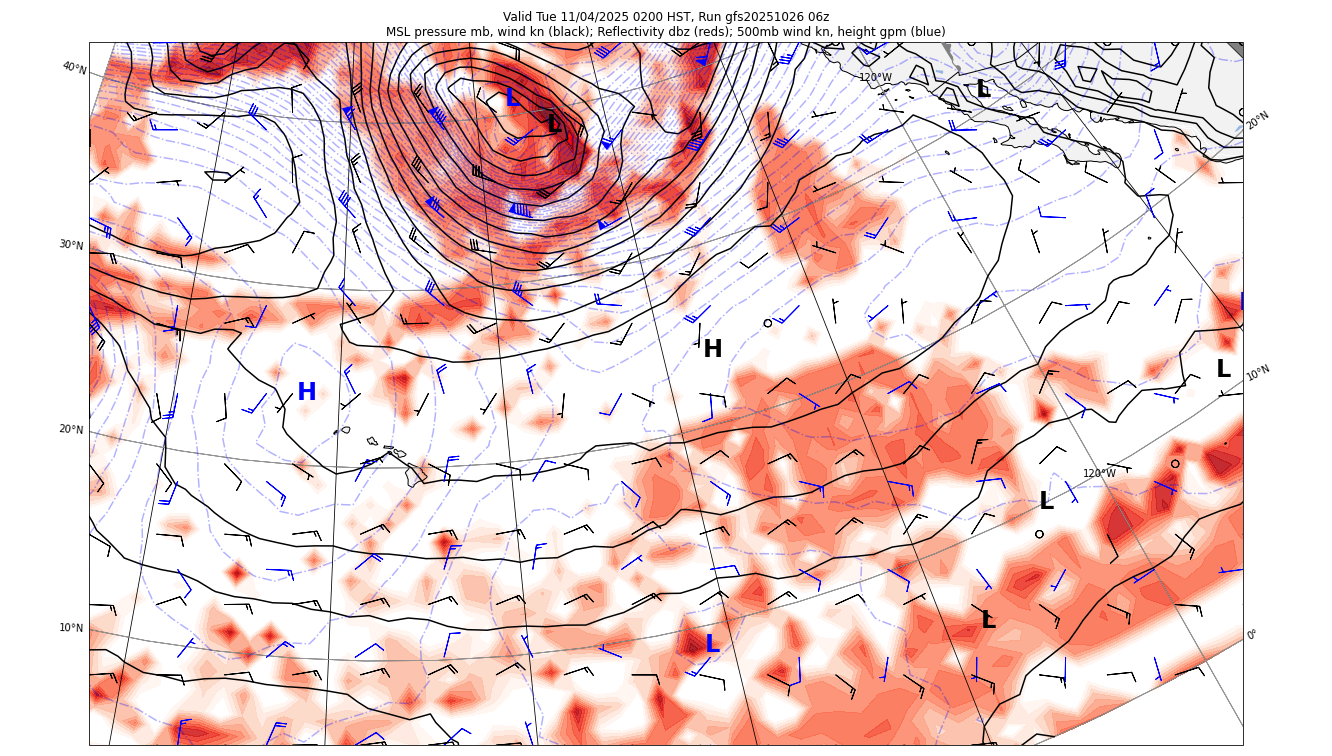 Valid Tue 11/04/2025 0200 HST, Run gfs20251026 06z
MSL pressure mb, wind kn (black); Reflectivity dbz (reds); 500mb wind kn, height gpm (blue)
40°N
120°W
L
20°N
L
L
30°N
H
H
L
10°N
20°N
120°W
L
10°N
L
L
0°